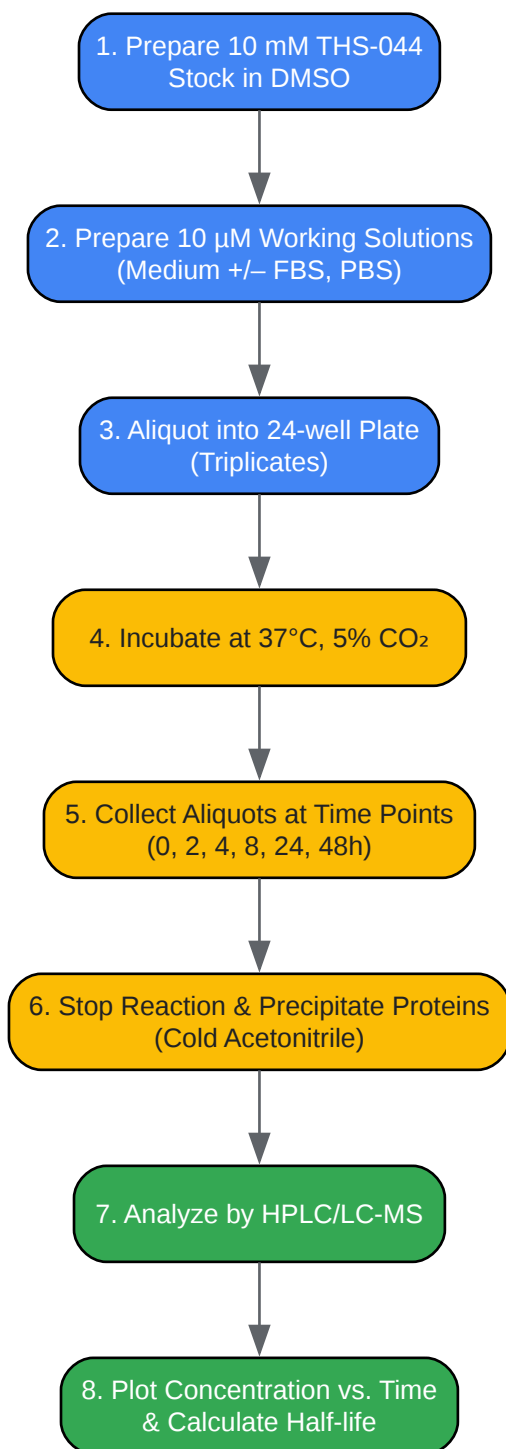 1. Prepare 10 mM THS-044
Stock in DMSO
2. Prepare 10 µM Working Solutions
(Medium +/– FBS, PBS)
3. Aliquot into 24-well Plate
(Triplicates)
4. Incubate at 37°C, 5% CO₂
5. Collect Aliquots at Time Points
(0, 2, 4, 8, 24, 48h)
6. Stop Reaction & Precipitate Proteins
(Cold Acetonitrile)
7. Analyze by HPLC/LC-MS
8. Plot Concentration vs. Time
& Calculate Half-life